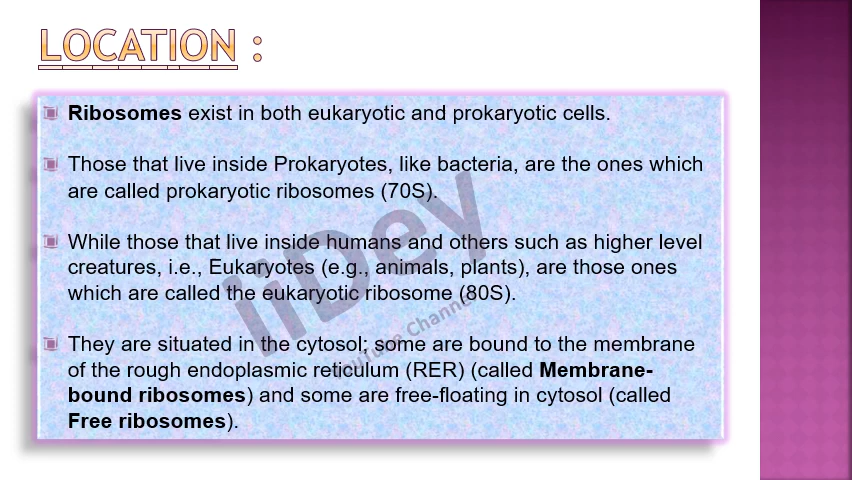 LOCATION :
Ribosomes exist in both eukaryotic and prokaryotic cells.
Those that live inside Prokaryotes, like bacteria, are the ones which
are called prokaryotic ribosomes (70S).
While those that live inside humans and others such as higher level
creatures, i.e., Eukaryotes (e.g., animals, plants), are those ones
which are called the eukaryotic ribosome (80S).
They are situated in the cytosol; some are bound to the membrane
of the rough endoplasmic reticulum (RER) (called Membrane-
bound ribosomes) and some are free-floating in cytosol (called
Free ribosomes).
iiDey
YouTube Channel